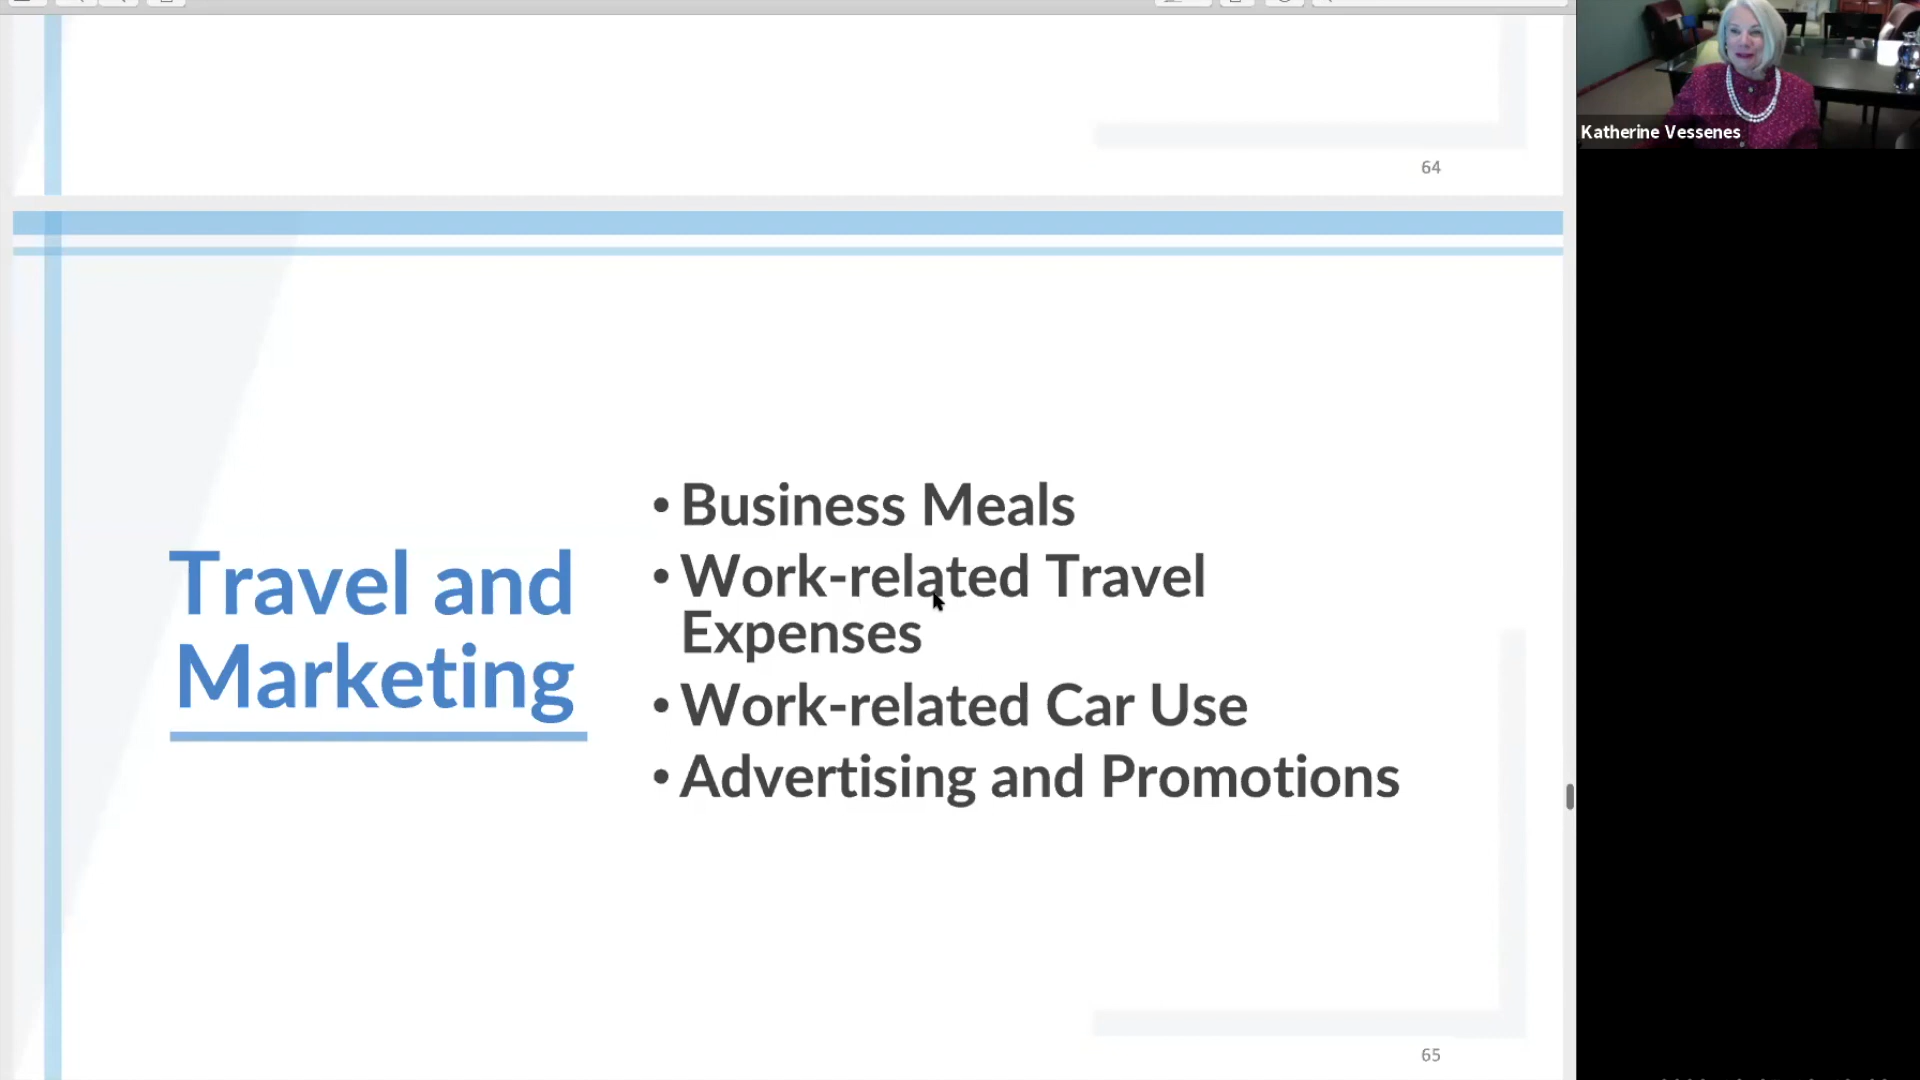 Katherine Vessenes
64
Travel and
Marketing
• Business Meals
• Work-related Travel
Expenses
• Work-related Car Use
• Advertising and Promotions
65